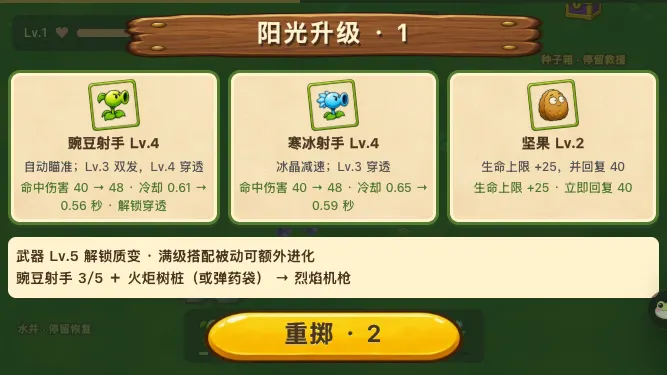 Lv.1
阳光升级 · 1
种子箱 · 停留救援
豌豆射手 Lv.4
自动瞄准；Lv.3 双发，Lv.4 穿透
命中伤害 40 → 48 · 冷却 0.61 →
0.56 秒 · 解锁穿透
寒冰射手 Lv.4
冰晶减速；Lv.3 穿透
命中伤害 40 → 48 · 冷却 0.65 →
0.59 秒
坚果 Lv.2
生命上限 +25，并回复 40
生命上限 +25 · 立即回复 40
武器 Lv.5 解锁质变 · 满级搭配被动可额外进化
豌豆射手 3/5 + 火炬树桩（或弹药袋） → 烈焰机枪
水井 · 停留恢复
重掷 · 2